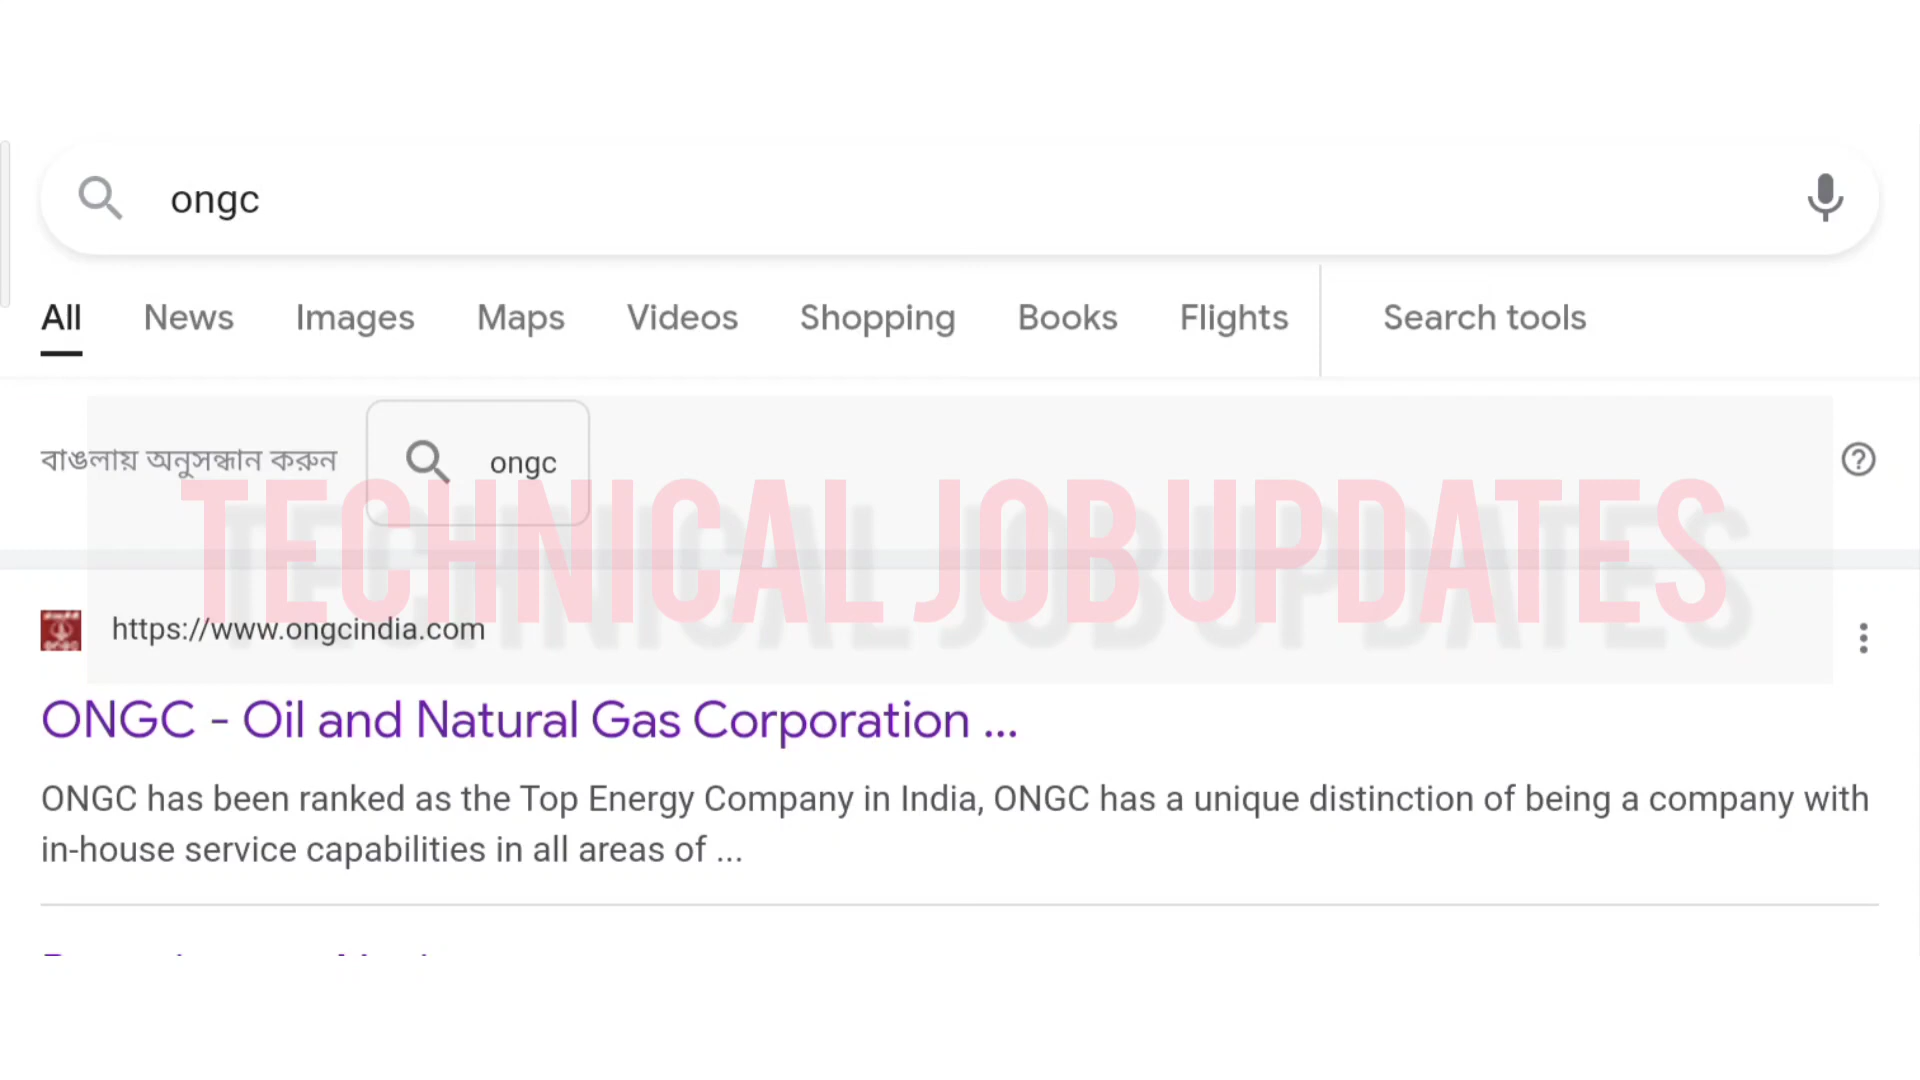 ongc
All News Images Maps Videos Shopping Books Flights Search tools
বাঙলায় অনুসন্ধান করুন ongc
TECHNICAL JOB UPDATES
https://www.ongcindia.com
ONGC - Oil and Natural Gas Corporation ...
ONGC has been ranked as the Top Energy Company in India, ONGC has a unique distinction of being a company with
in-house service capabilities in all areas of ...